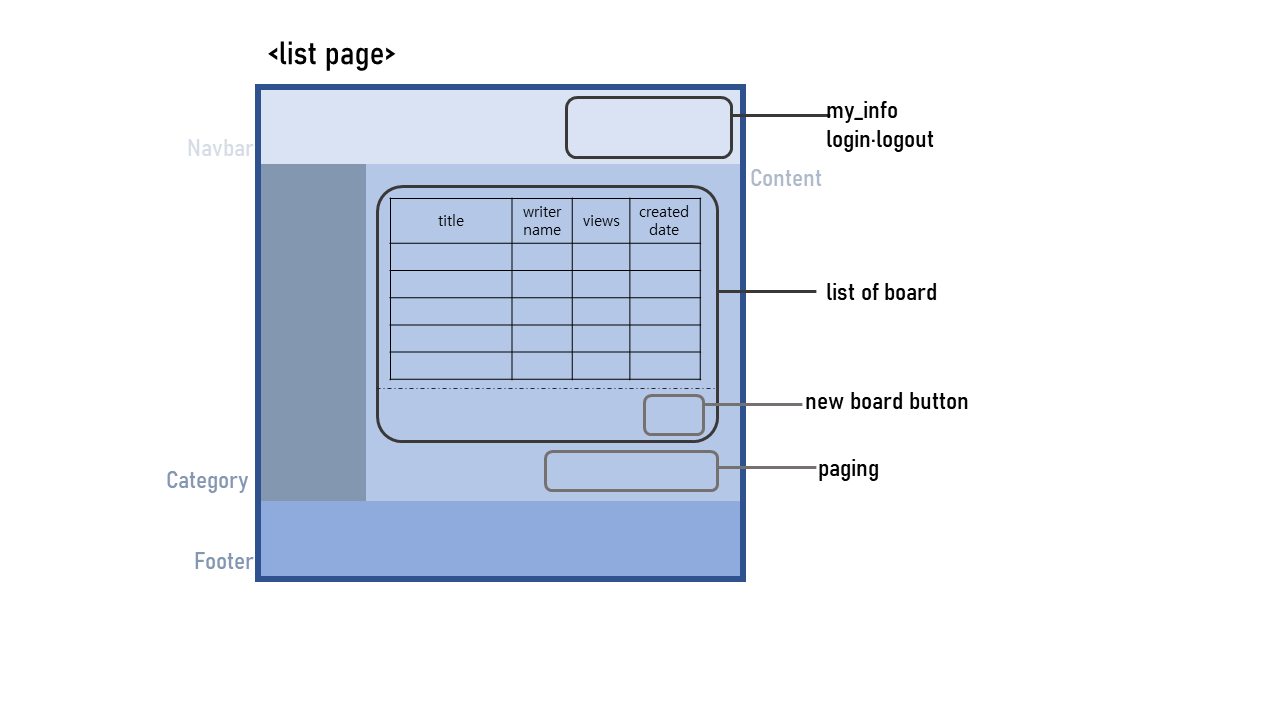 <list page>
my_info
login·logout
Navbar
Content
title
writer
name
views
created
date
list of board
new board button
paging
Category
Footer